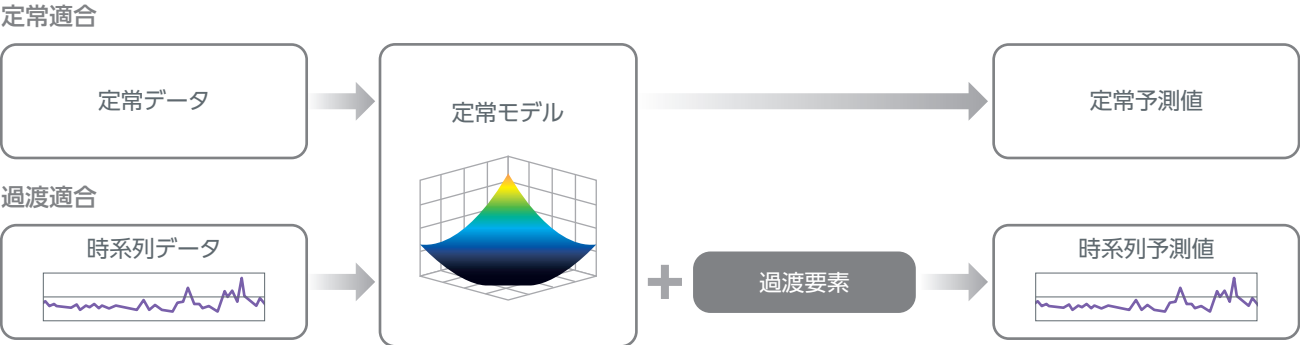 定常適合
定常データ
定常モデル
定常予測値
過渡適合
時系列データ
過渡要素
時系列予測値